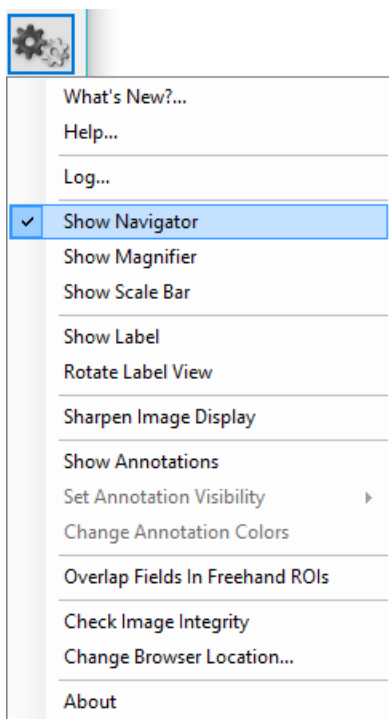 What's New?...
Help...
Log...
Show Navigator
Show Magnifier
Show Scale Bar
Show Label
Rotate Label View
Sharpen Image Display
Show Annotations
Set Annotation Visibility
Change Annotation Colors
Overlap Fields In Freehand ROIs
Check Image Integrity
Change Browser Location...
About